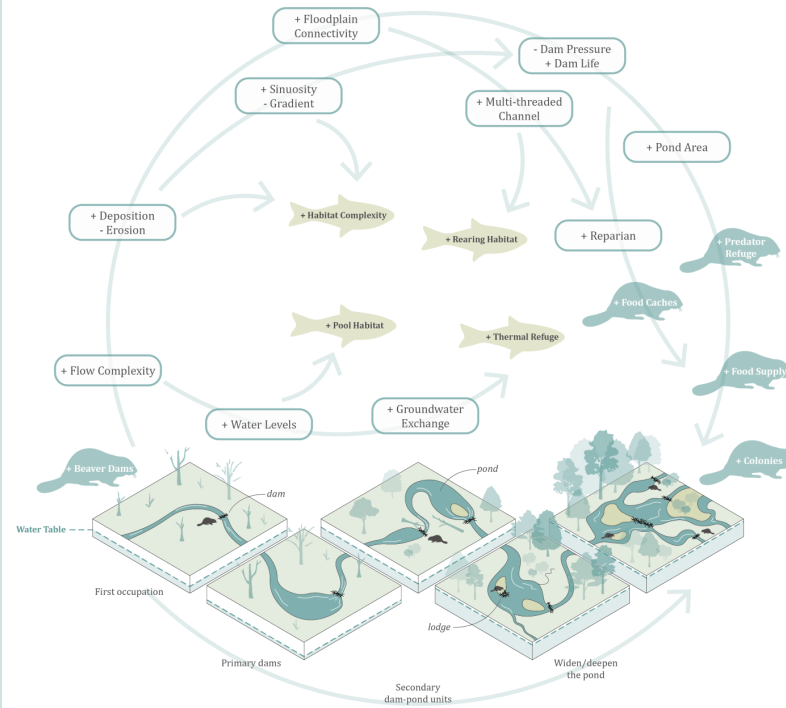 + Floodplain
Connectivity
- Dam Pressure
+ Dam Life
+ Sinuosity
- Gradient
+ Multi-threaded
Channel
+ Pond Area
+ Deposition
- Erosion
+ Habitat Complexity
+ Rearing Habitat
+ Reparian
+ Predator
Refuge
+ Food Caches
+ Pool Habitat
+ Thermal Refuge
+ Flow Complexity
+ Food Supply
+ Water Levels
+ Groundwater
Exchange
+ Beaver Dams
+ Colonies
pond
dam
Water Table
First occupation
lodge
Primary dams
Widen/deepen
the pond
Secondary
dam-pond units